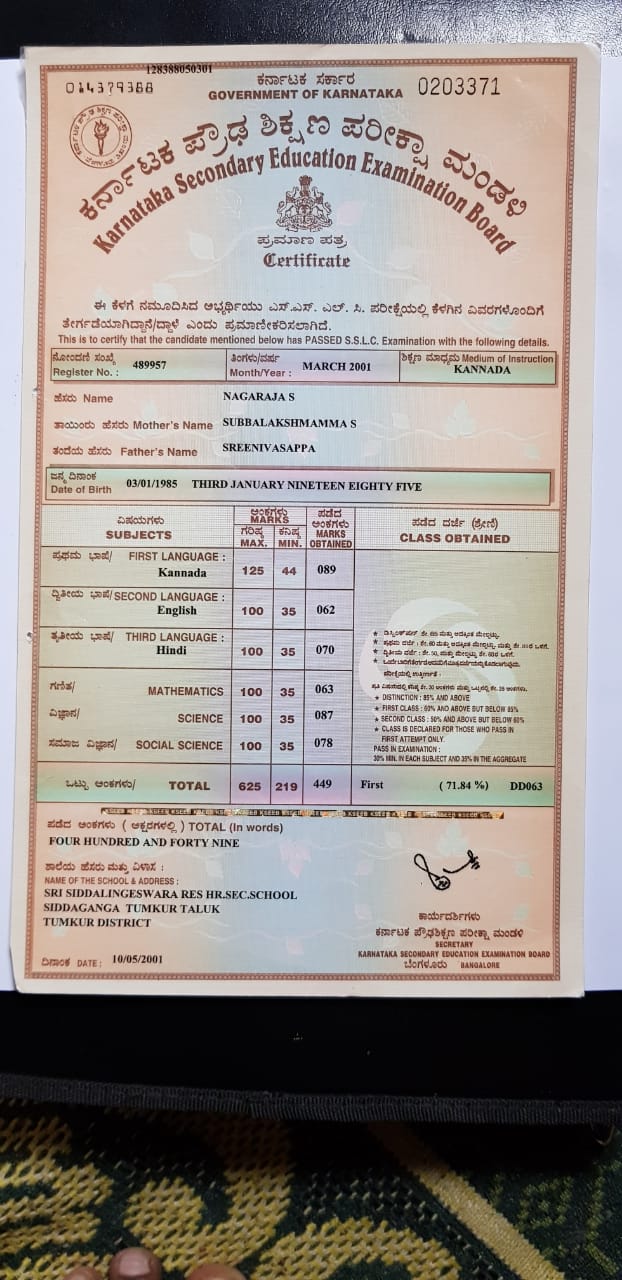 128388050301
014379388
ಕರ್ನಾಟಕ ಸರ್ಕಾರ
GOVERNMENT OF KARNATAKA
0203371
ಕರ್ನಾಟಕ ಪ್ರೌಢ ಶಿಕ್ಷಣ ಪರೀಕ್ಷಾ ಮಂಡಳಿ
Karnataka Secondary Education Examination Board
ಪ್ರಮಾಣ ಪತ್ರ
Certificate
ಈ ಕೆಳಗೆ ನಮೂದಿಸಿದ ಅಭ್ಯರ್ಥಿಯು ಎಸ್.ಎಸ್. ಎಲ್. ಸಿ. ಪರೀಕ್ಷೆಯಲ್ಲಿ ಕೆಳಗಿನ ವಿವರಗಳೊಂದಿಗೆ
ತೇರ್ಗಡೆಯಾಗಿದ್ದಾನೆ/ದ್ದಾಳೆ ಎಂದು ಪ್ರಮಾಣೀಕರಿಸಲಾಗಿದೆ.
This is to certify that the candidate mentioned below has PASSED S.S.L.C. Examination with the following details.
ನೋಂದಣಿ ಸಂಖ್ಯೆ
Register No. : 489957
ತಿಂಗಳು/ವರ್ಷ
Month/Year : MARCH 2001
ಶಿಕ್ಷಣ ಮಾಧ್ಯಮ Medium of Instruction
KANNADA
ಹೆಸರು Name NAGARAJA S
ತಾಯಿಯ ಹೆಸರು Mother's Name SUBBALAKSHMAMMA S
ತಂದೆಯ ಹೆಸರು Father's Name SREENIVASAPPA
ಜನ್ಮ ದಿನಾಂಕ
Date of Birth 03/01/1985 THIRD JANUARY NINETEEN EIGHTY FIVE
ವಿಷಯಗಳು
SUBJECTS
ಅಂಕಗಳು
MARKS
ಗರಿಷ್ಠ ಕನಿಷ್ಠ
MAX. MIN.
ಪಡೆದ
ಅಂಕಗಳು
MARKS
OBTAINED
ಪಡೆದ ದರ್ಜೆ (ಶ್ರೇಣಿ)
CLASS OBTAINED
ಪ್ರಥಮ ಭಾಷೆ/ FIRST LANGUAGE :
Kannada 125 44 089
ದ್ವಿತೀಯ ಭಾಷೆ/ SECOND LANGUAGE :
English 100 35 062
ತೃತೀಯ ಭಾಷೆ/ THIRD LANGUAGE :
Hindi 100 35 070
ಗಣಿತ/ MATHEMATICS 100 35 063
ವಿಜ್ಞಾನ/ SCIENCE 100 35 087
ಸಮಾಜ ವಿಜ್ಞಾನ/ SOCIAL SCIENCE 100 35 078
★ DISTINCTION : 85% AND ABOVE
★ FIRST CLASS : 60% AND ABOVE BUT BELOW 85%
★ SECOND CLASS : 50% AND ABOVE BUT BELOW 60%
★ CLASS IS DECLARED FOR THOSE WHO PASS IN
FIRST ATTEMPT ONLY.
PASS IN EXAMINATION :
30% MIN. IN EACH SUBJECT AND 35% IN THE AGGREGATE
ಒಟ್ಟು ಅಂಕಗಳು/ TOTAL 625 219 449 First ( 71.84 %) DD063
ಪಡೆದ ಅಂಕಗಳು ( ಅಕ್ಷರಗಳಲ್ಲಿ ) TOTAL (In words)
FOUR HUNDRED AND FORTY NINE
ಶಾಲೆಯ ಹೆಸರು ಮತ್ತು ವಿಳಾಸ :
NAME OF THE SCHOOL & ADDRESS :
SRI SIDDALINGESWARA RES HR.SEC.SCHOOL
SIDDAGANGA TUMKUR TALUK
TUMKUR DISTRICT
ದಿನಾಂಕ DATE: 10/05/2001
ಕಾರ್ಯದರ್ಶಿಗಳು
ಕರ್ನಾಟಕ ಪ್ರೌಢಶಿಕ್ಷಣ ಪರೀಕ್ಷಾ ಮಂಡಳಿ
SECRETARY
KARNATAKA SECONDARY EDUCATION EXAMINATION BOARD
ಬೆಂಗಳೂರು BANGALORE